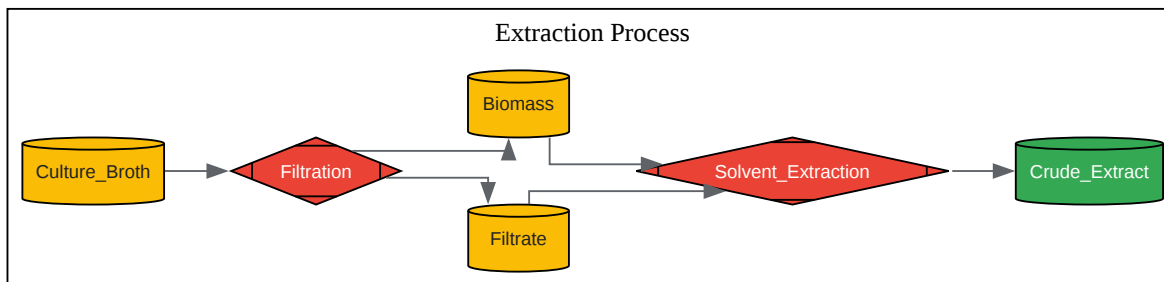 Extraction Process
Biomass
Culture_Broth
Filtration
Solvent_Extraction
Crude_Extract
Filtrate